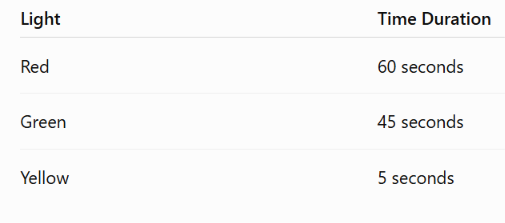 Light Time Duration
Red 60 seconds
Green 45 seconds
Yellow 5 seconds